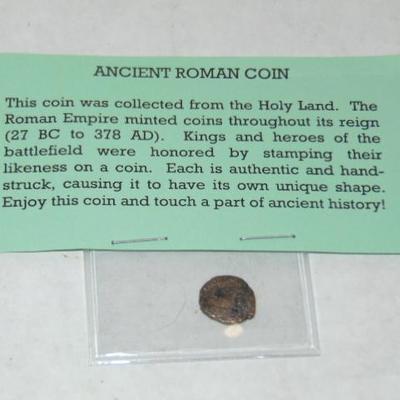 ANCIENT ROMAN COIN
This coin was collected from the Holy Land. The
Roman Empire minted coins throughout its reign
(27 BC to 378 AD). Kings and heroes of the
battlefield were honored by stamping their
likeness on a coin. Each is authentic and hand-
struck, causing it to have its own unique shape.
Enjoy this coin and touch a part of ancient history!